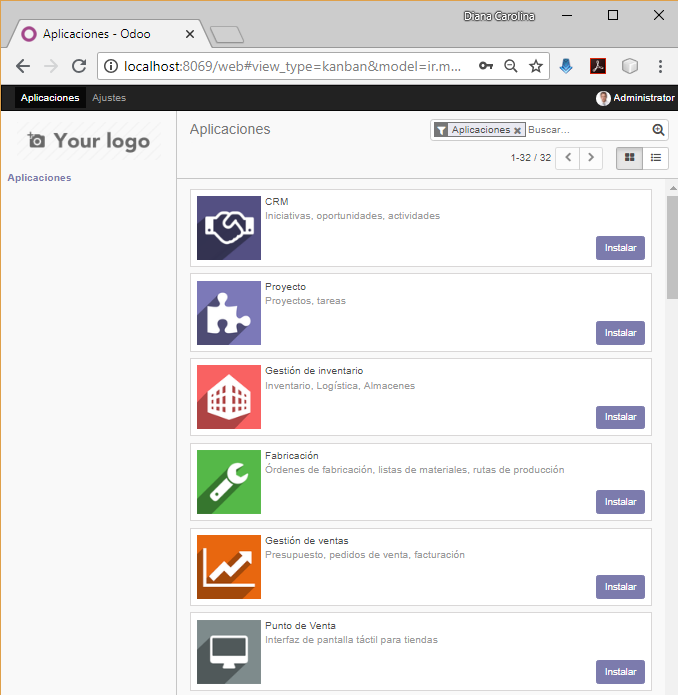 Diana Carolina
Aplicaciones - Odoo
localhost:8069/web#view_type=kanban&model=ir.m...
Aplicaciones Ajustes Administrator
Your logo
Aplicaciones
Aplicaciones
Aplicaciones Buscar...
1-32 / 32
CRM
Iniciativas, oportunidades, actividades
Instalar
Proyecto
Proyectos, tareas
Instalar
Gestión de inventario
Inventario, Logística, Almacenes
Instalar
Fabricación
Órdenes de fabricación, listas de materiales, rutas de producción
Instalar
Gestión de ventas
Presupuesto, pedidos de venta, facturación
Instalar
Punto de Venta
Interfaz de pantalla táctil para tiendas
Instalar